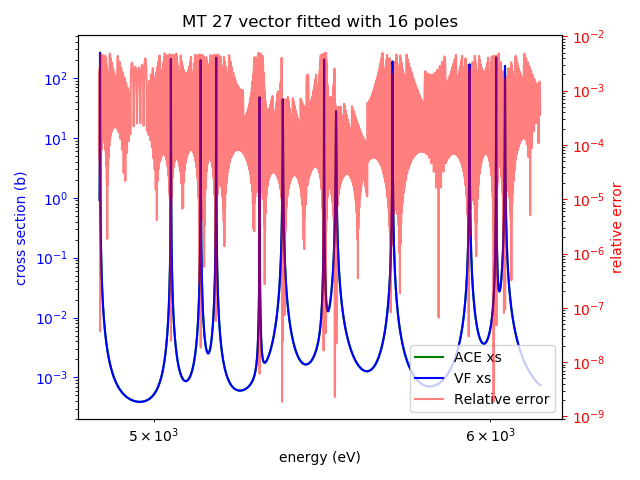 MT 27 vector fitted with 16 poles
cross section (b)
10²
10¹
10⁰
10⁻¹
10⁻²
10⁻³
10⁻²
10⁻³
10⁻⁴
10⁻⁵
10⁻⁶
10⁻⁷
10⁻⁸
10⁻⁹
relative error
ACE xs
VF xs
Relative error
5 × 10³
6 × 10³
energy (eV)